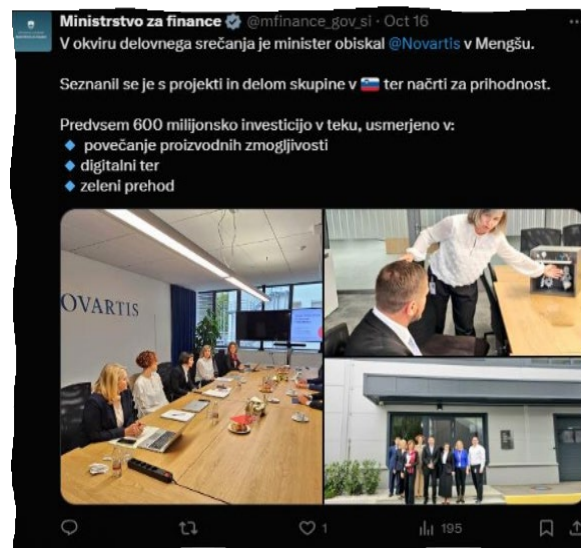 Ministrstvo za finance @mfinance_gov_si · Oct 16
V okviru delovnega srečanja je minister obiskal @Novartis v Mengšu.
Seznanil se je s projekti in delom skupine v 🇸🇮 ter načrti za prihodnost.
Predvsem 600 milijonsko investicijo v teku, usmerjeno v:
🔹 povečanje proizvodnih zmogljivosti
🔹 digitalni ter
🔹 zeleni prehod
OVARTIS
1
195